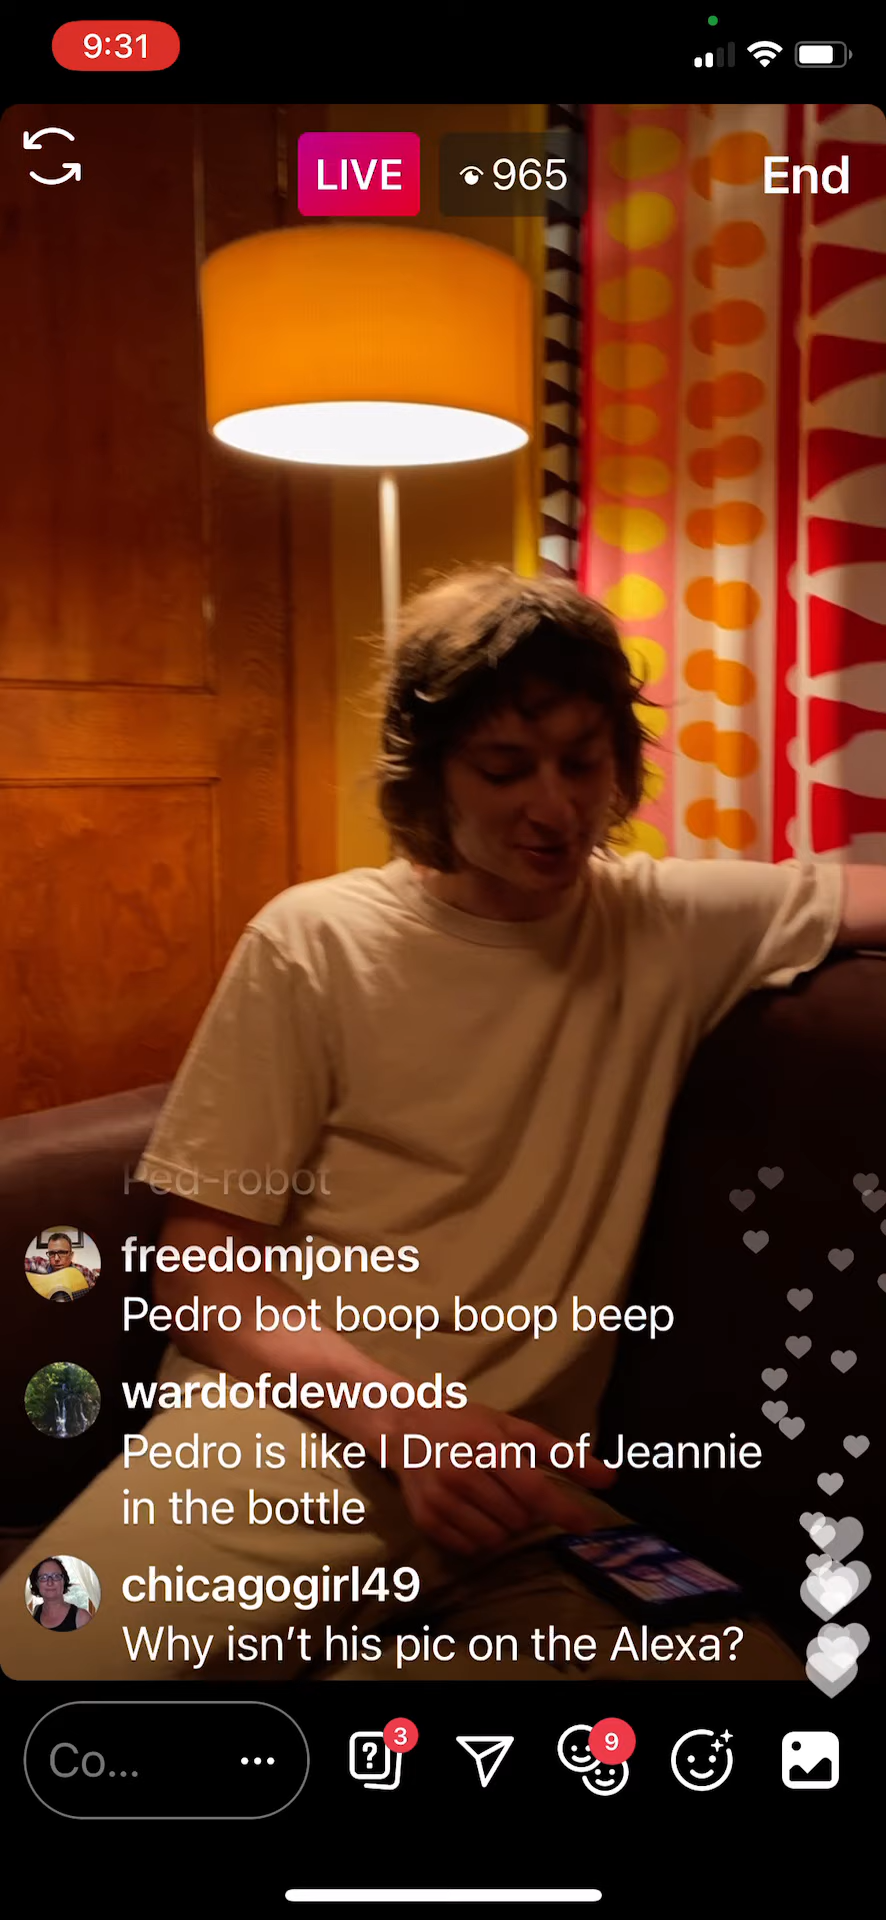 9:31
LIVE
965
End
Ped-robot
freedomjones
Pedro bot boop boop beep
wardofdewoods
Pedro is like I Dream of Jeannie
in the bottle
chicagogirl49
Why isn’t his pic on the Alexa?
Co...
3
9